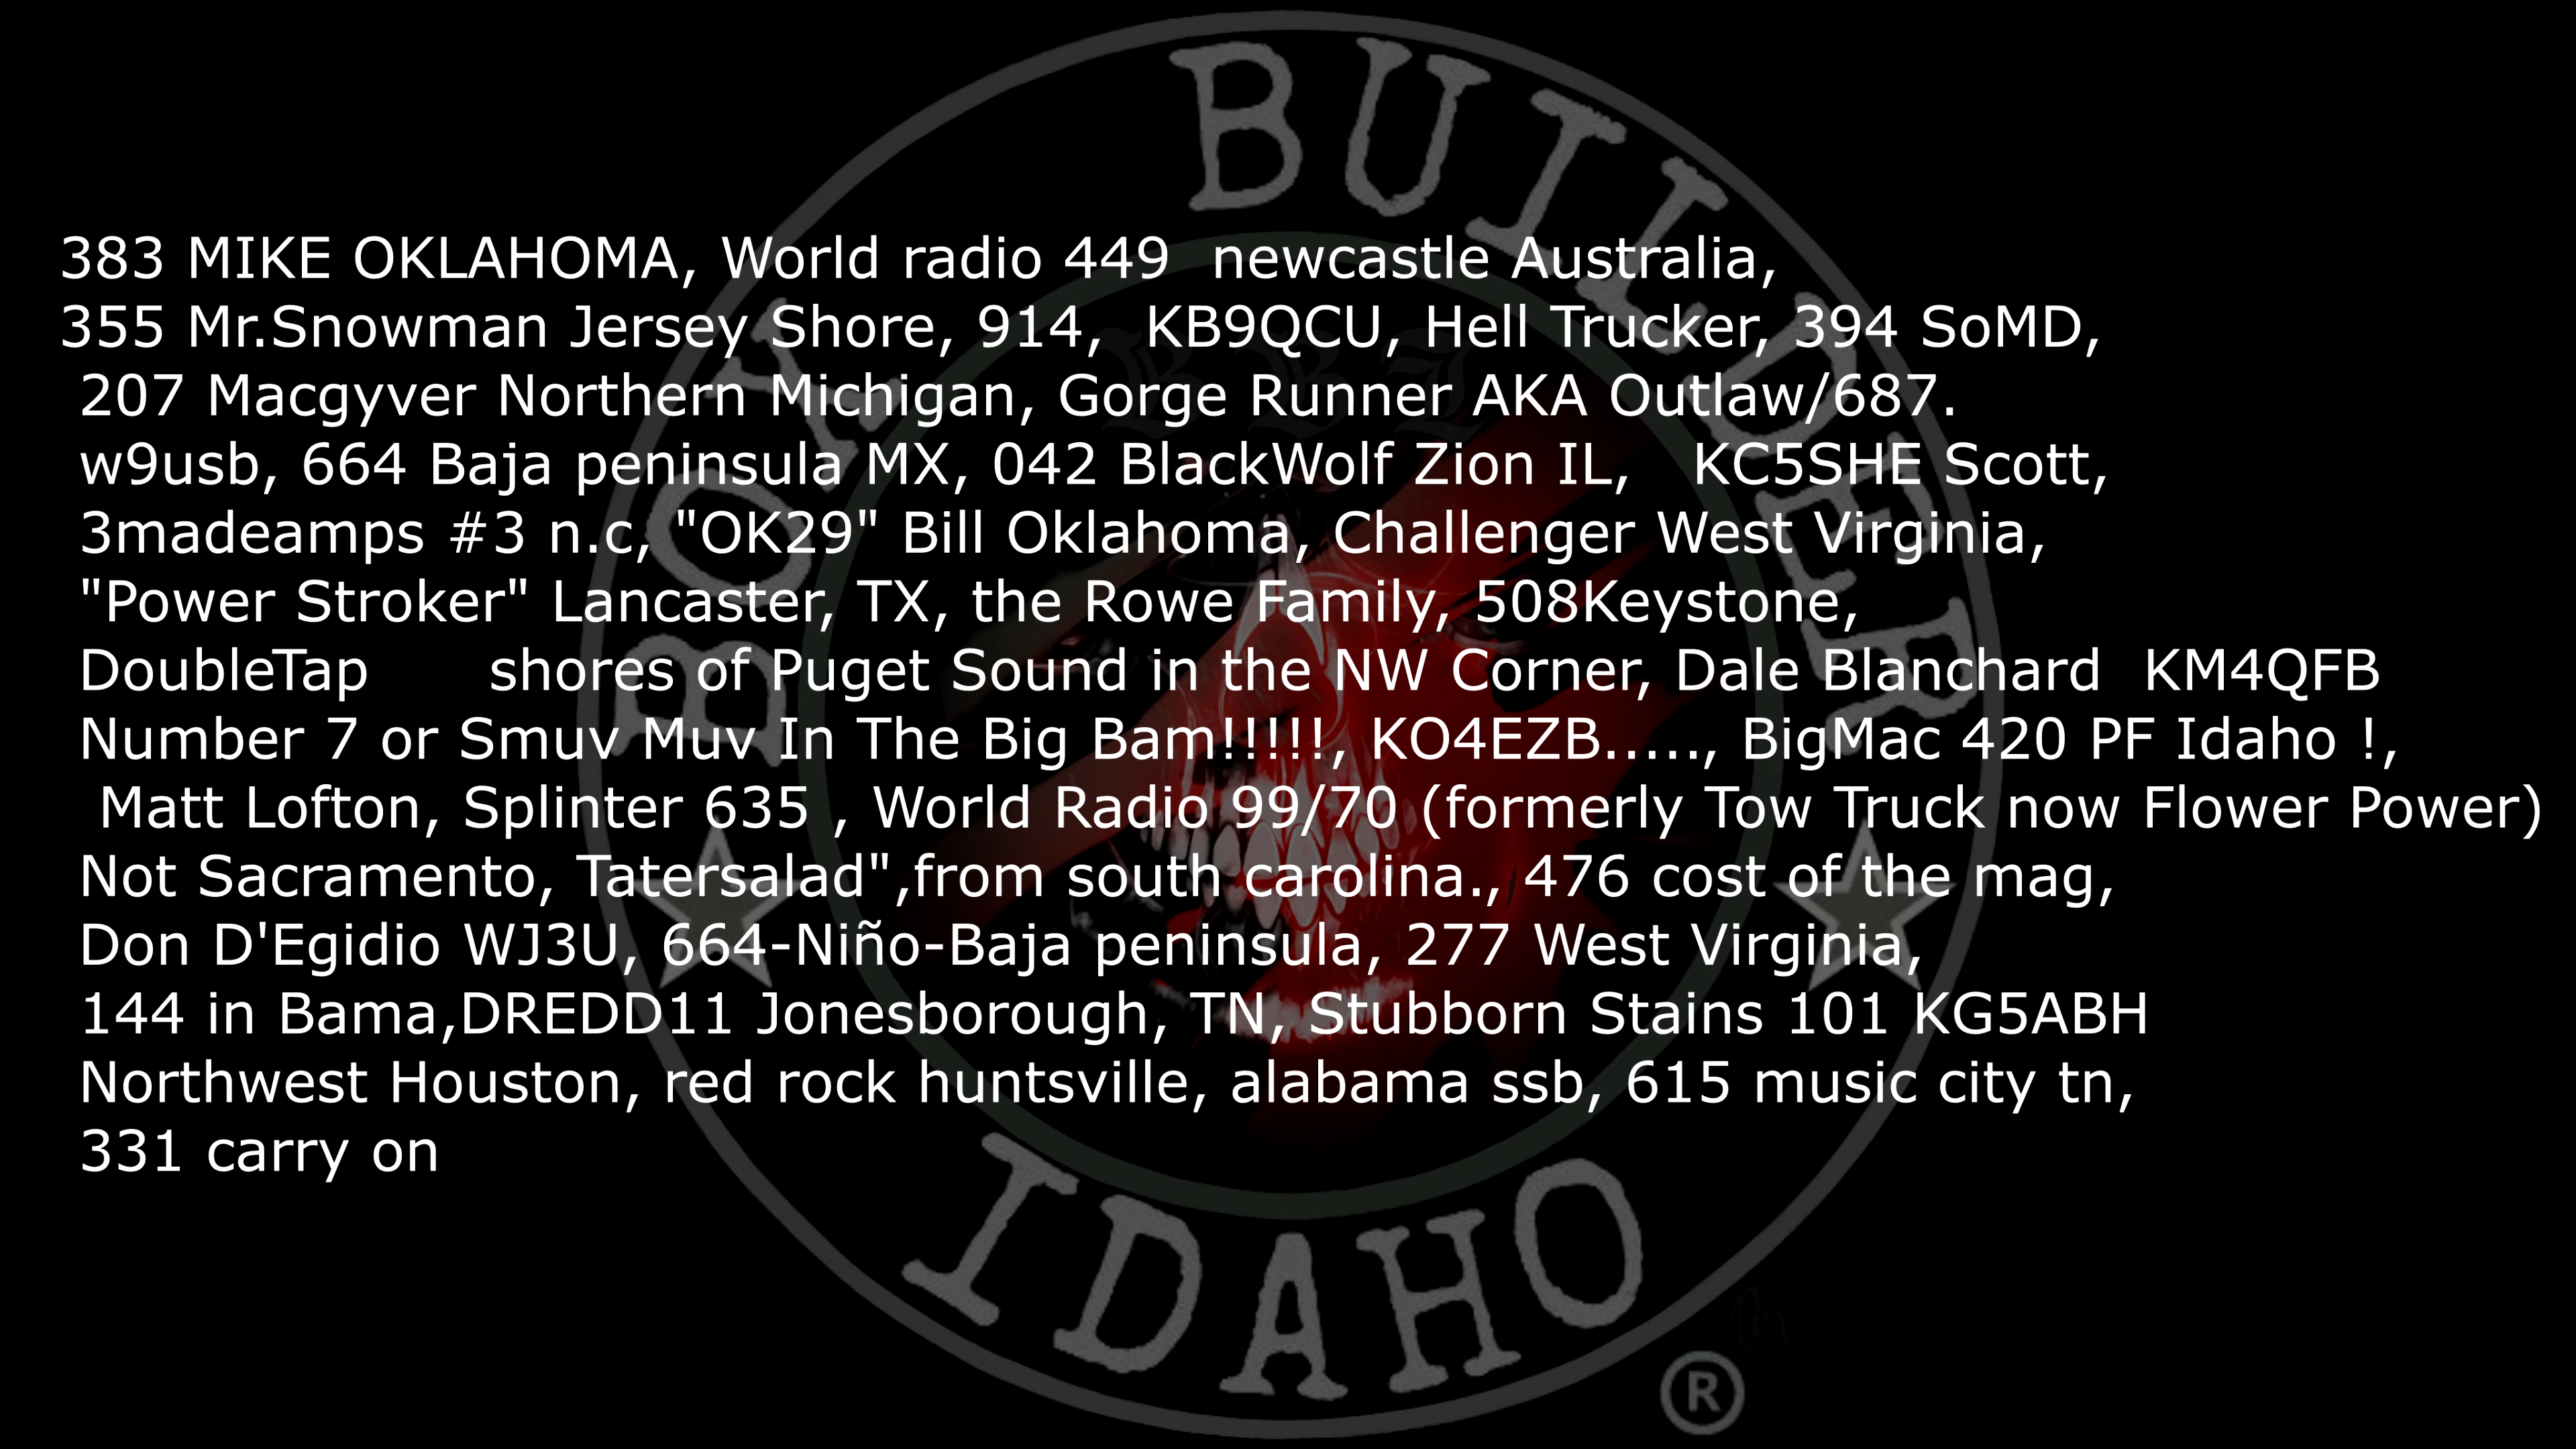 BOX BUILDER
BBI
383 MIKE OKLAHOMA, World radio 449  newcastle Australia,
355 Mr.Snowman Jersey Shore, 914,  KB9QCU, Hell Trucker, 394 SoMD,
207 Macgyver Northern Michigan, Gorge Runner AKA Outlaw/687.
w9usb, 664 Baja peninsula MX, 042 BlackWolf Zion IL,   KC5SHE Scott,
3madeamps #3 n.c, "OK29" Bill Oklahoma, Challenger West Virginia,
"Power Stroker" Lancaster, TX, the Rowe Family, 508Keystone,
DoubleTap      shores of Puget Sound in the NW Corner, Dale Blanchard  KM4QFB
Number 7 or Smuv Muv In The Big Bam!!!!!, KO4EZB....., BigMac 420 PF Idaho !,
Matt Lofton, Splinter 635 , World Radio 99/70 (formerly Tow Truck now Flower Power)
Not Sacramento, Tatersalad",from south carolina., 476 cost of the mag,
Don D'Egidio WJ3U, 664-Niño-Baja peninsula, 277 West Virginia,
144 in Bama,DREDD11 Jonesborough, TN, Stubborn Stains 101 KG5ABH
Northwest Houston, red rock huntsville, alabama ssb, 615 music city tn,
331 carry on
IDAHO
®